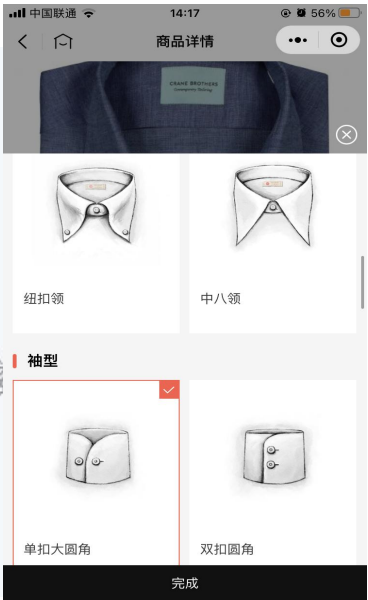 中国联通
14:17
56%
商品详情
CRANE BROTHERS
纽扣领
中八领
袖型
单扣大圆角
双扣圆角
完成